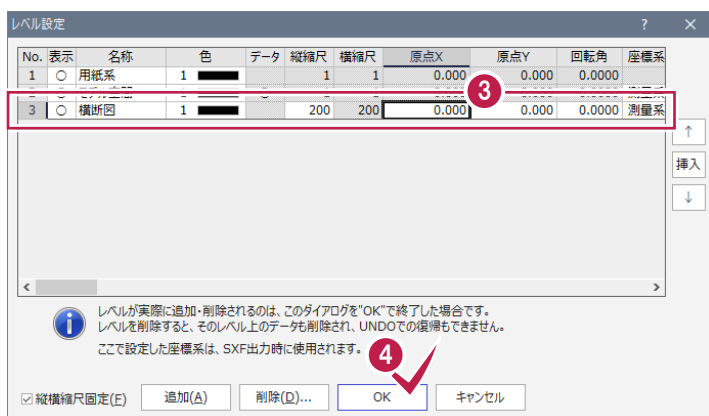 レベル設定 ? ×
No. 表示 名称 色 データ 縦縮尺 横縮尺 原点X 原点Y 回転角 座標系
1 ○ 用紙系 1 1 1 0.000 0.000 0.0000
3 ○ 横断図 1 200 200 0.000 0.000 0.0000 測量系
3
↑
挿入
↓
< >
レベルが実際に追加・削除されるのは、このダイアログを"OK"で終了した場合です。
レベルを削除すると、そのレベル上のデータも削除され、UNDOでの復帰もできません。
ここで設定した座標系は、SXF出力時に使用されます。
4
縦横縮尺固定(F) 追加(A) 削除(D)... OK キャンセル